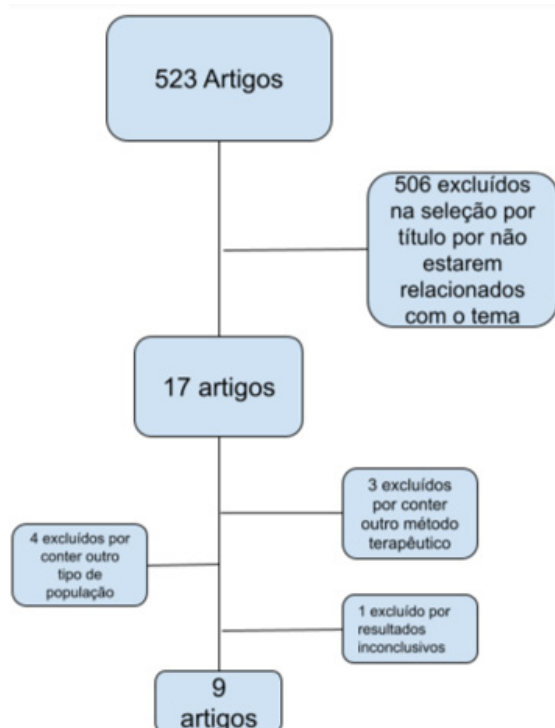 523 Artigos
506 excluídos
na seleção por
título por não
estarem
relacionados
com o tema
17 artigos
3 excluídos
por conter
outro método
terapêutico
4 excluídos por
conter outro
tipo de
população
1 excluído por
resultados
inconclusivos
9
artigos